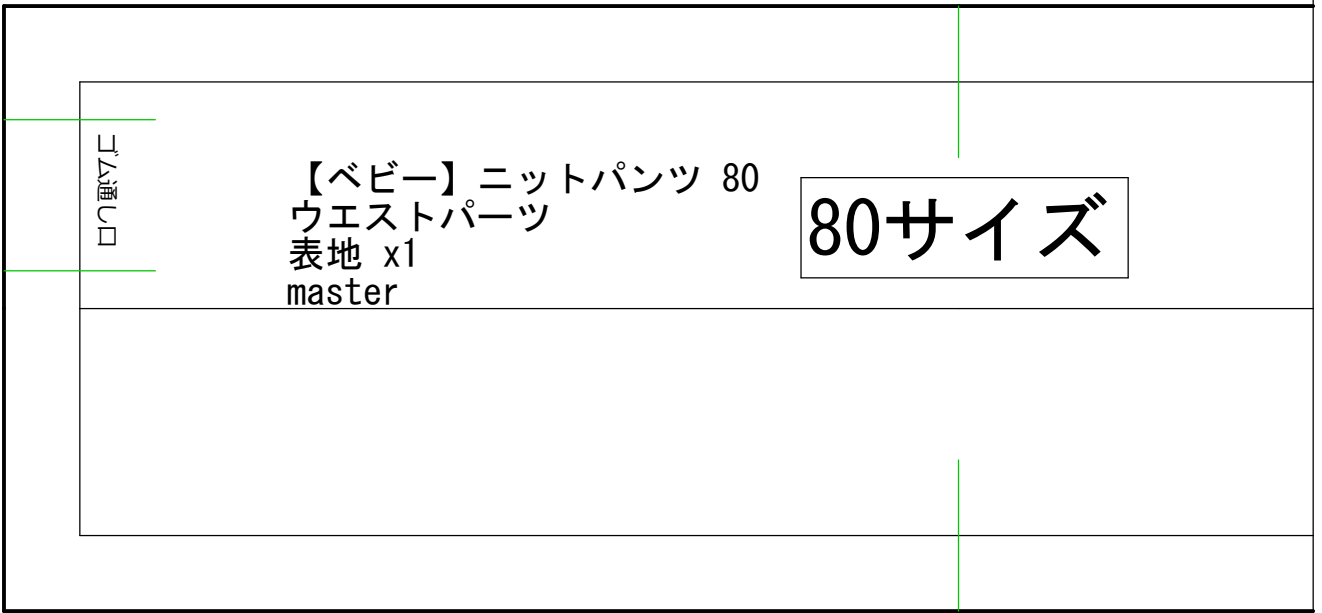 ゴム通し口
【ベビー】ニットパンツ 80
ウエストパーツ
表地 x1
master
80サイズ